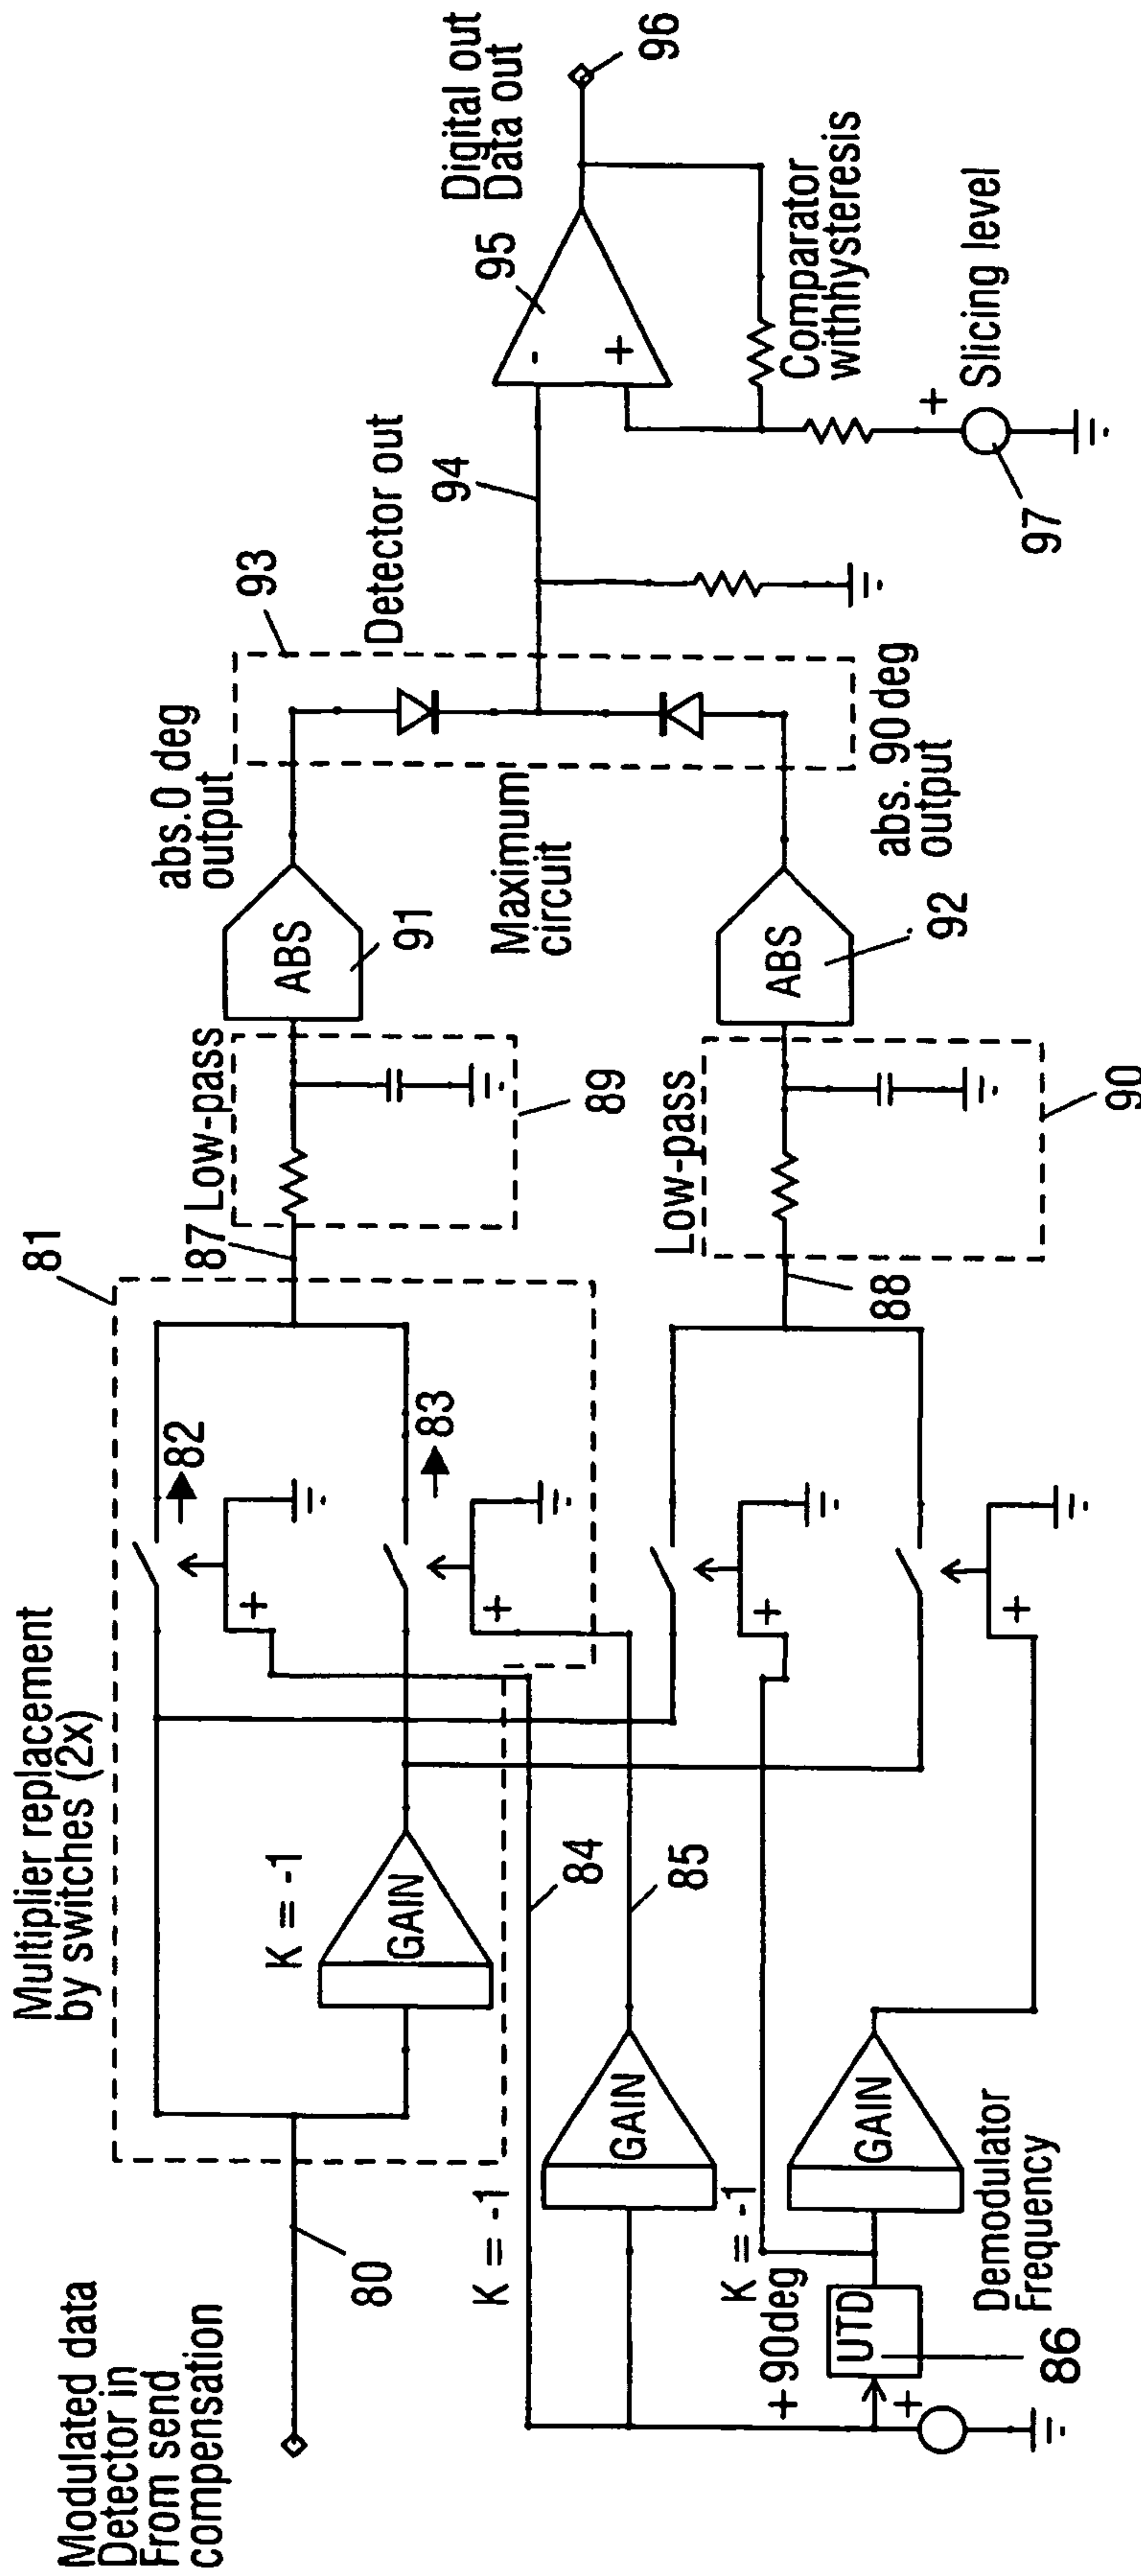 Modulated data
Detector in
From send
compensation
80
Multiplier replacement
by switches (2x)
81
K = -1
GAIN
82
+
83
+
84
85
K = -1
GAIN
K = -1
+90deg
UTD
86
+
GAIN
Demodulator
Frequency
+
+
87
88
Low-pass
89
Low-pass
90
ABS
91
ABS
92
abs.0 deg
output
Maximum
circuit
abs. 90 deg
output
93
Detector out
94
95
-
+
Digital out
Data out
96
Comparator
withhysteresis
+
Slicing level
97